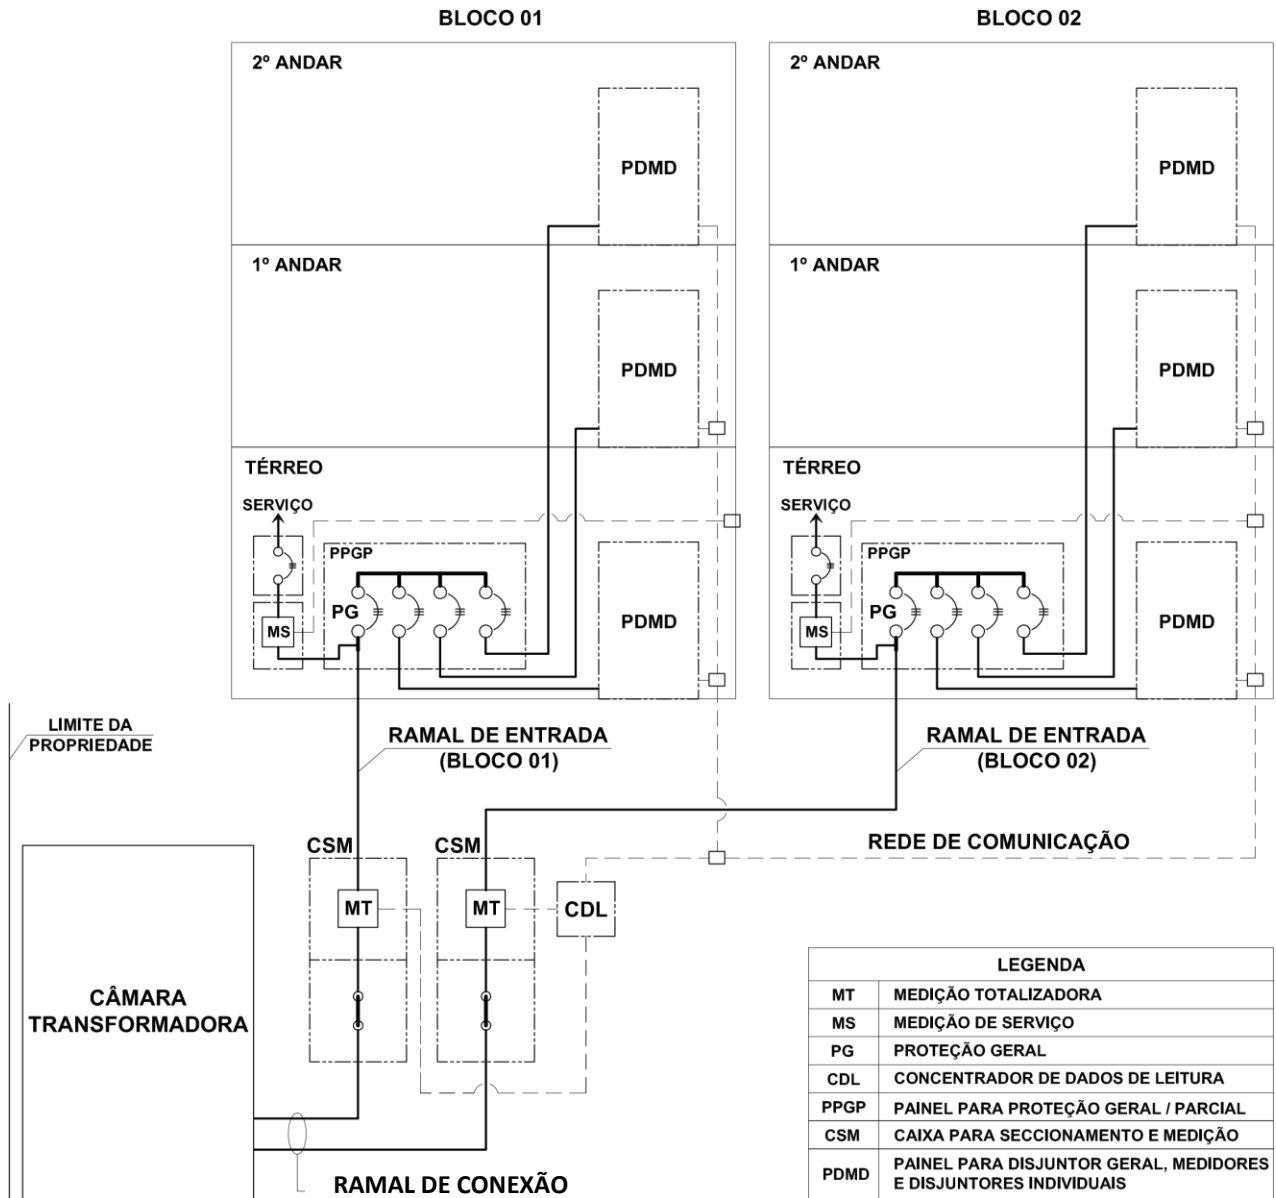 BLOCO 01
BLOCO 02
2º ANDAR
PDMD
2º ANDAR
PDMD
1º ANDAR
PDMD
1º ANDAR
PDMD
TÉRREO
SERVIÇO
PPGP
PG
MS
PDMD
TÉRREO
SERVIÇO
PPGP
PG
MS
PDMD
LIMITE DA
PROPRIEDADE
RAMAL DE ENTRADA
(BLOCO 01)
RAMAL DE ENTRADA
(BLOCO 02)
CSM
CSM
REDE DE COMUNICAÇÃO
MT
MT
CDL
CÂMARA
TRANSFORMADORA
RAMAL DE CONEXÃO
LEGENDA
MT MEDIÇÃO TOTALIZADORA
MS MEDIÇÃO DE SERVIÇO
PG PROTEÇÃO GERAL
CDL CONCENTRADOR DE DADOS DE LEITURA
PPGP PAINEL PARA PROTEÇÃO GERAL / PARCIAL
CSM CAIXA PARA SECCIONAMENTO E MEDIÇÃO
PDMD PAINEL PARA DISJUNTOR GERAL, MEDIDORES
E DISJUNTORES INDIVIDUAIS